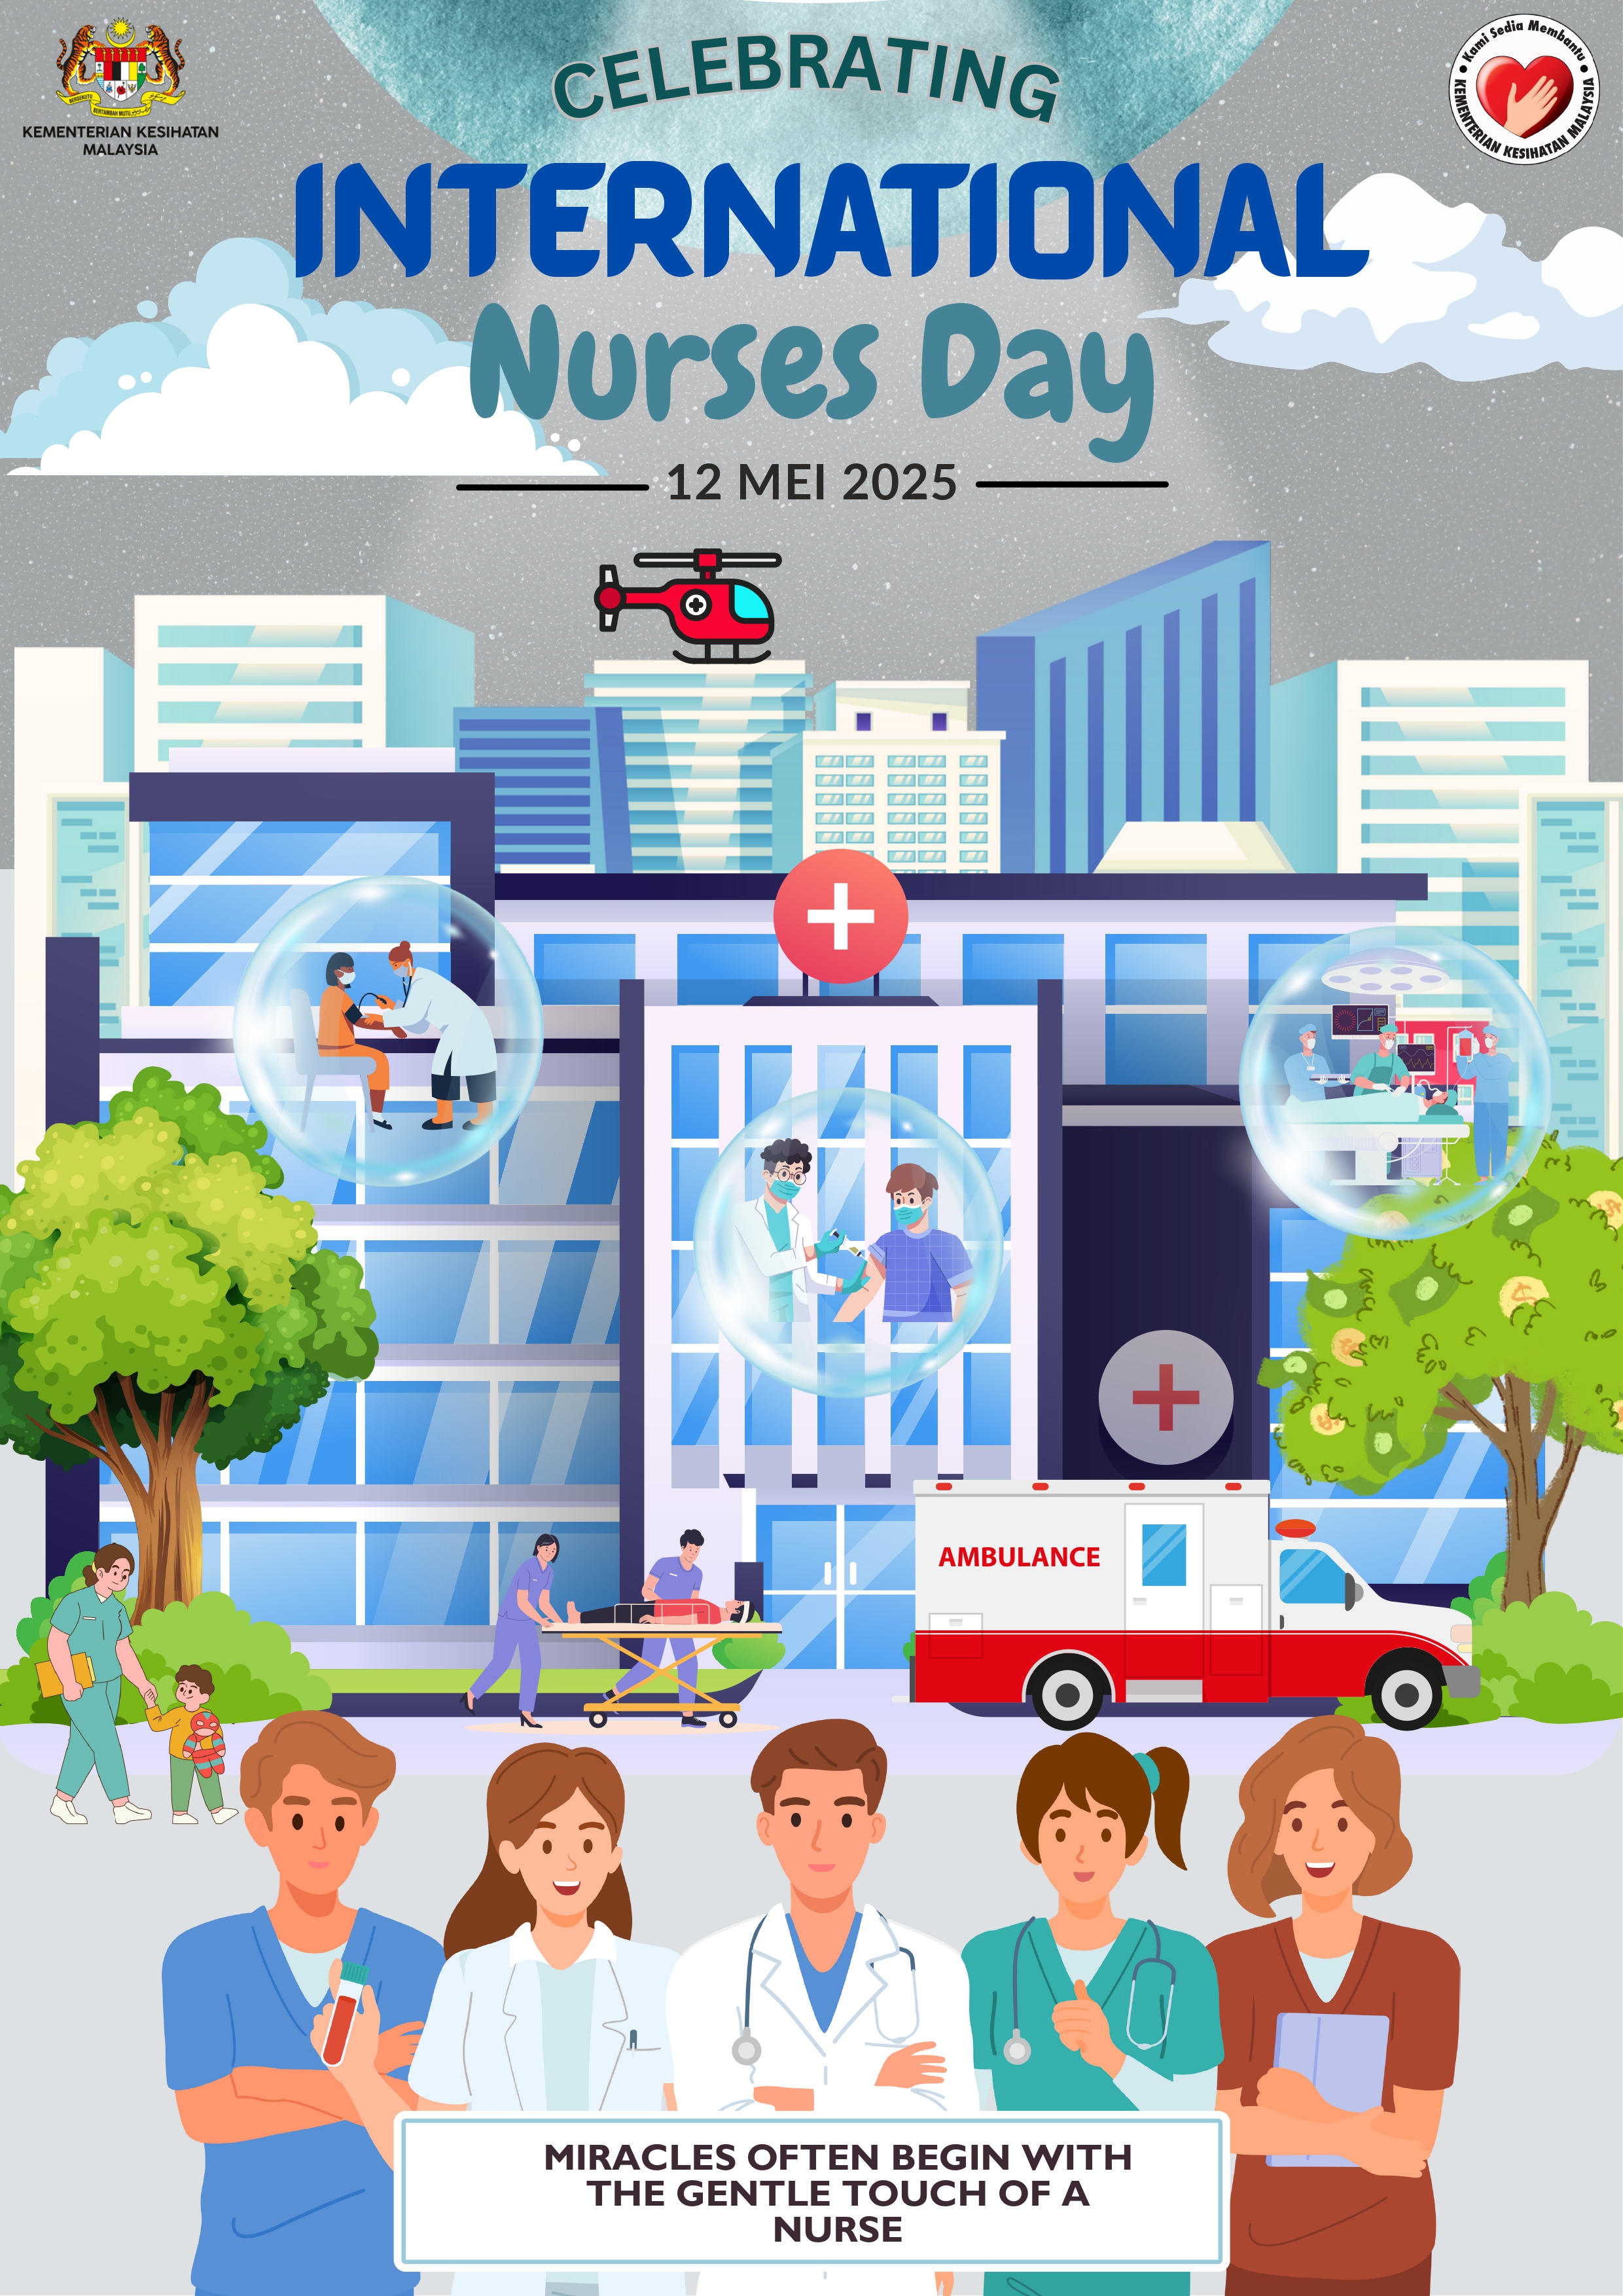 KEMENTERIAN KESIHATAN
MALAYSIA
Kami Sedia Membantu
KEMENTERIAN KESIHATAN MALAYSIA
CELEBRATING
INTERNATIONAL
Nurses Day
12 MEI 2025
AMBULANCE
MIRACLES OFTEN BEGIN WITH
THE GENTLE TOUCH OF A
NURSE